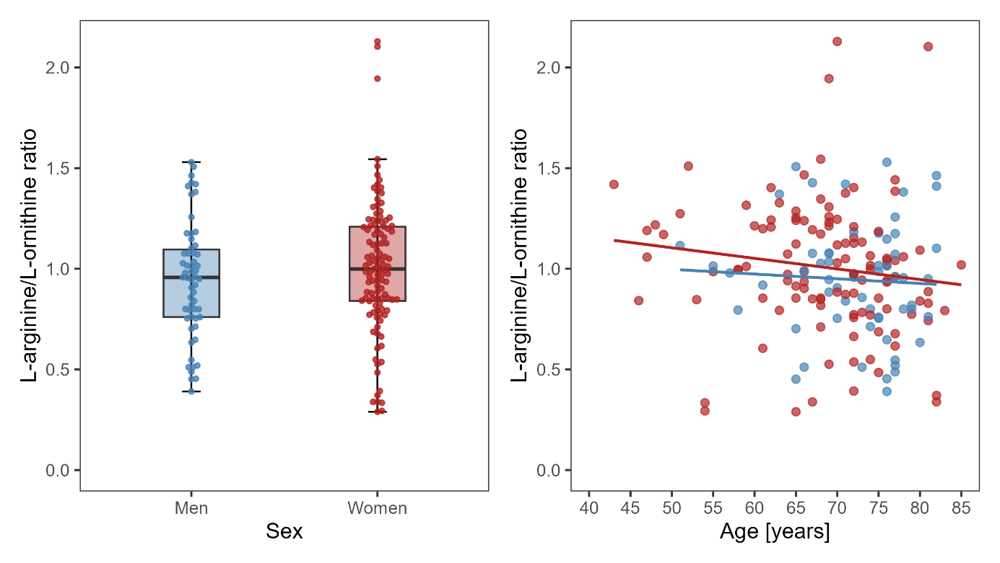 L-arginine/L-ornithine ratio
2.0
1.5
1.0
0.5
0.0
Men Women
Sex
L-arginine/L-ornithine ratio
2.0
1.5
1.0
0.5
0.0
40 45 50 55 60 65 70 75 80 85
Age [years]